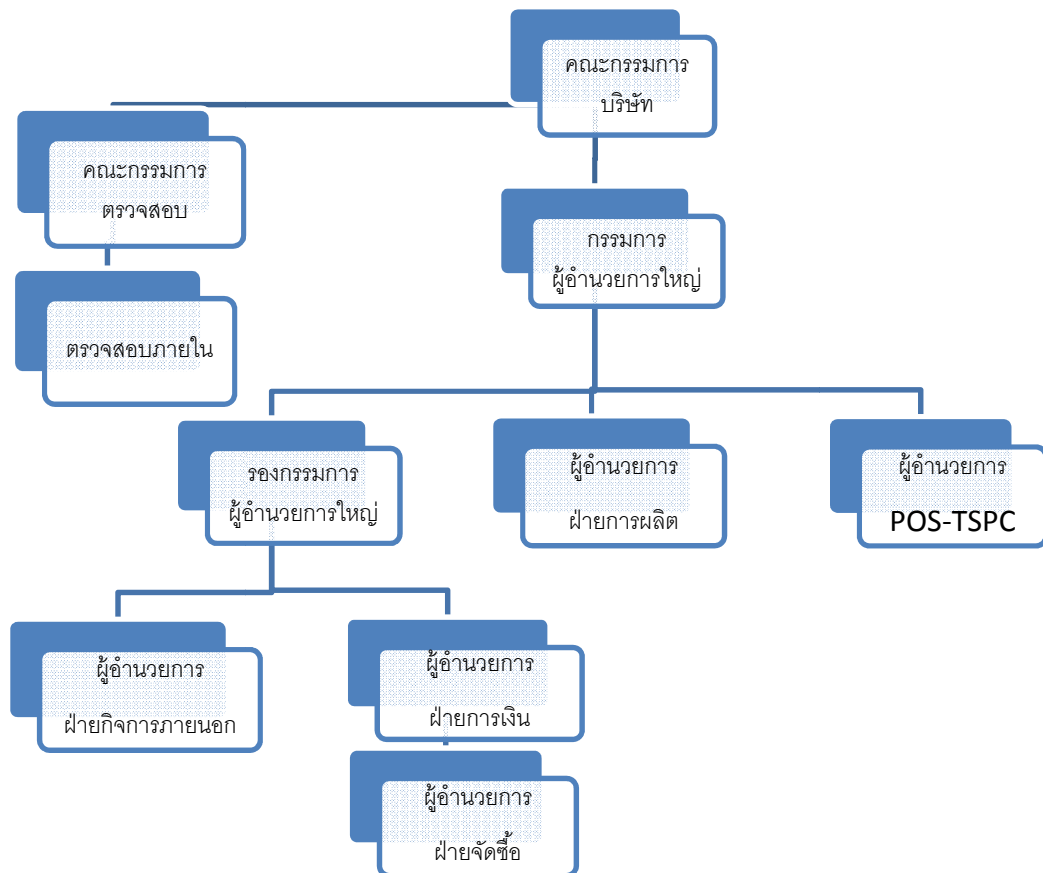 คณะกรรมการ
บริษัท
คณะกรรมการ
ตรวจสอบ
กรรมการ
ผู้อำนวยการใหญ่
ตรวจสอบภายใน
รองกรรมการ
ผู้อำนวยการใหญ่
ผู้อำนวยการ
ฝ่ายการผลิต
ผู้อำนวยการ
POS-TSPC
ผู้อำนวยการ
ฝ่ายกิจการภายนอก
ผู้อำนวยการ
ฝ่ายการเงิน
ผู้อำนวยการ
ฝ่ายจัดซื้อ